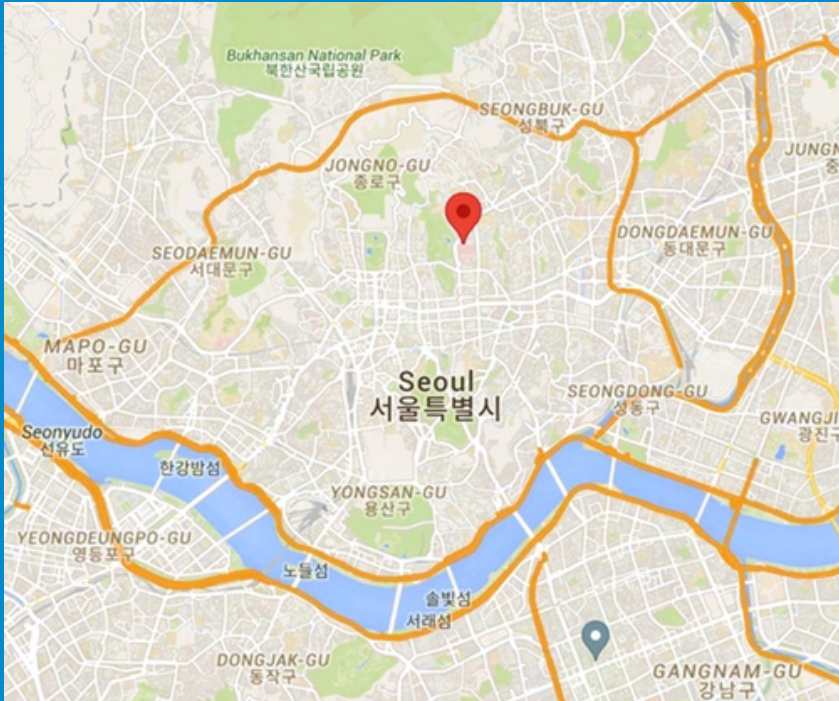 Bukhansan National Park
북한산국립공원
SEONGBUK-GU
성북구
JONGNO-GU
종로구
JUNGN
중
DONGDAEMUN-GU
동대문구
SEODAEMUN-GU
서대문구
MAPO-GU
마포구
Seoul
서울특별시
SEONGDONG-GU
성동구
GWANGJI
광진구
Seonyudo
선유도
한강밤섬
YONGSAN-GU
용산구
YEONGDEUNGPO-GU
영등포구
노들섬
솔빛섬
서래섬
DONGJAK-GU
동작구
GANGNAM-GU
강남구